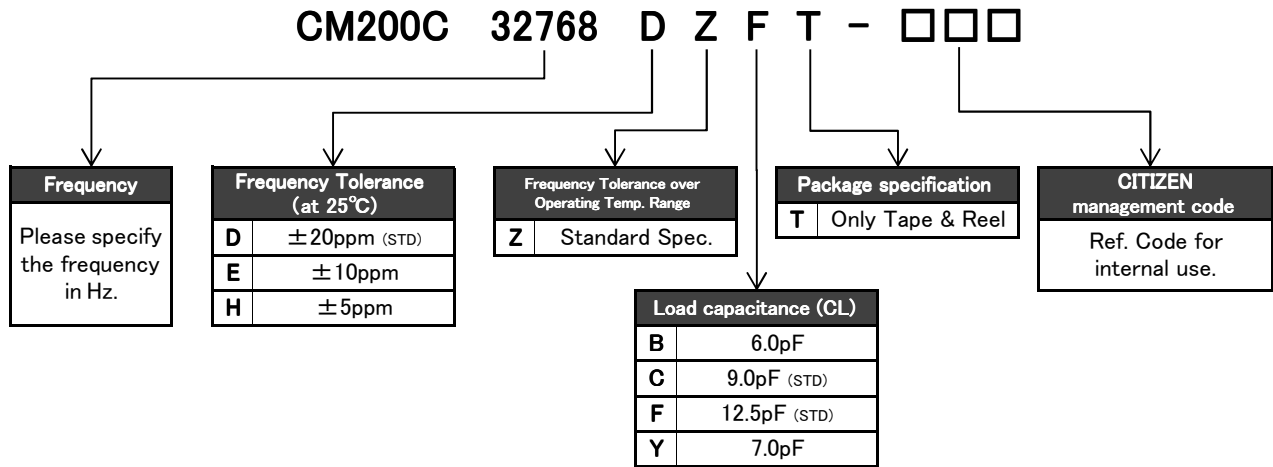 CM200C 32768 D Z F T - □□□
Frequency
Please specify
the frequency
in Hz.
Frequency Tolerance
(at 25℃)
D ±20ppm (STD)
E ±10ppm
H ±5ppm
Frequency Tolerance over
Operating Temp. Range
Z Standard Spec.
Load capacitance (CL)
B 6.0pF
C 9.0pF (STD)
F 12.5pF (STD)
Y 7.0pF
Package specification
T Only Tape & Reel
CITIZEN
management code
Ref. Code for
internal use.